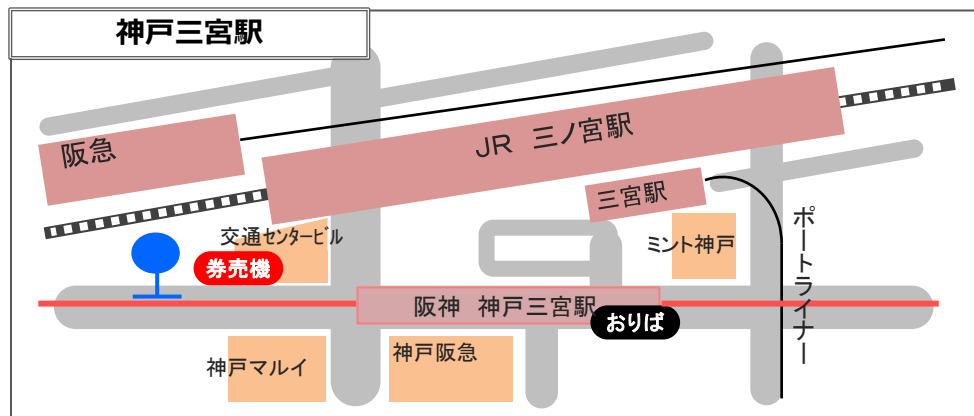 神戸三宮駅
阪急
JR 三ノ宮駅
三宮駅
交通センタービル
ミント神戸
ポートライナー
券売機
阪神 神戸三宮駅
おりば
神戸マルイ
神戸阪急